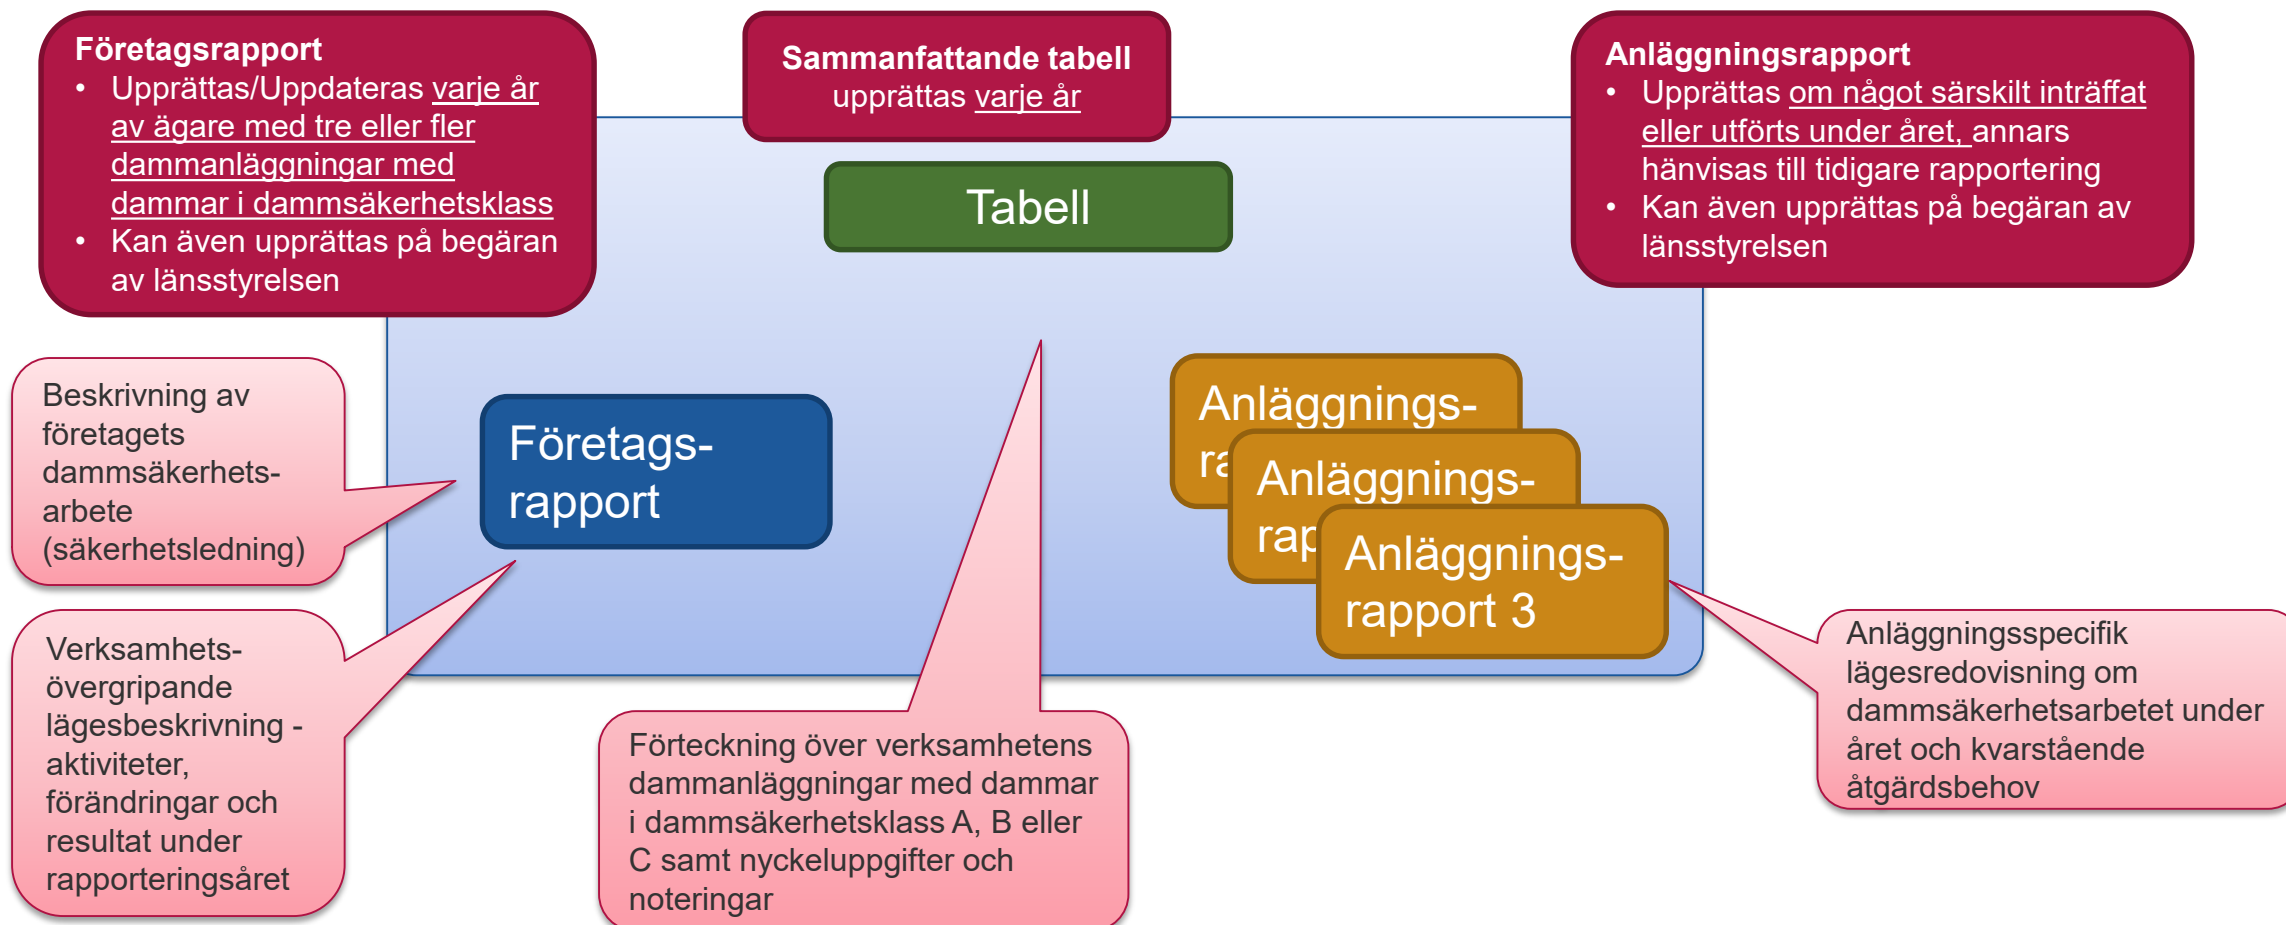 Företagsrapport
• Upprättas/Uppdateras varje år
av ägare med tre eller fler
dammanläggningar med
dammar i dammsäkerhetsklass
• Kan även upprättas på begäran
av länsstyrelsen
Sammanfattande tabell
upprättas varje år
Anläggningsrapport
• Upprättas om något särskilt inträffat
eller utförts under året, annars
hänvisas till tidigare rapportering
• Kan även upprättas på begäran av
länsstyrelsen
Tabell
Beskrivning av
företagets
dammsäkerhets-
arbete
(säkerhetsledning)
Företags-
rapport
Anläggnings-
ra
Anläggnings-
rap
Anläggnings-
rapport 3
Verksamhets-
övergripande
lägesbeskrivning -
aktiviteter,
förändringar och
resultat under
rapporteringsåret
Förteckning över verksamhetens
dammanläggningar med dammar
i dammsäkerhetsklass A, B eller
C samt nyckeluppgifter och
noteringar
Anläggningsspecifik
lägesredovisning om
dammsäkerhetsarbetet under
året och kvarstående
åtgärdsbehov